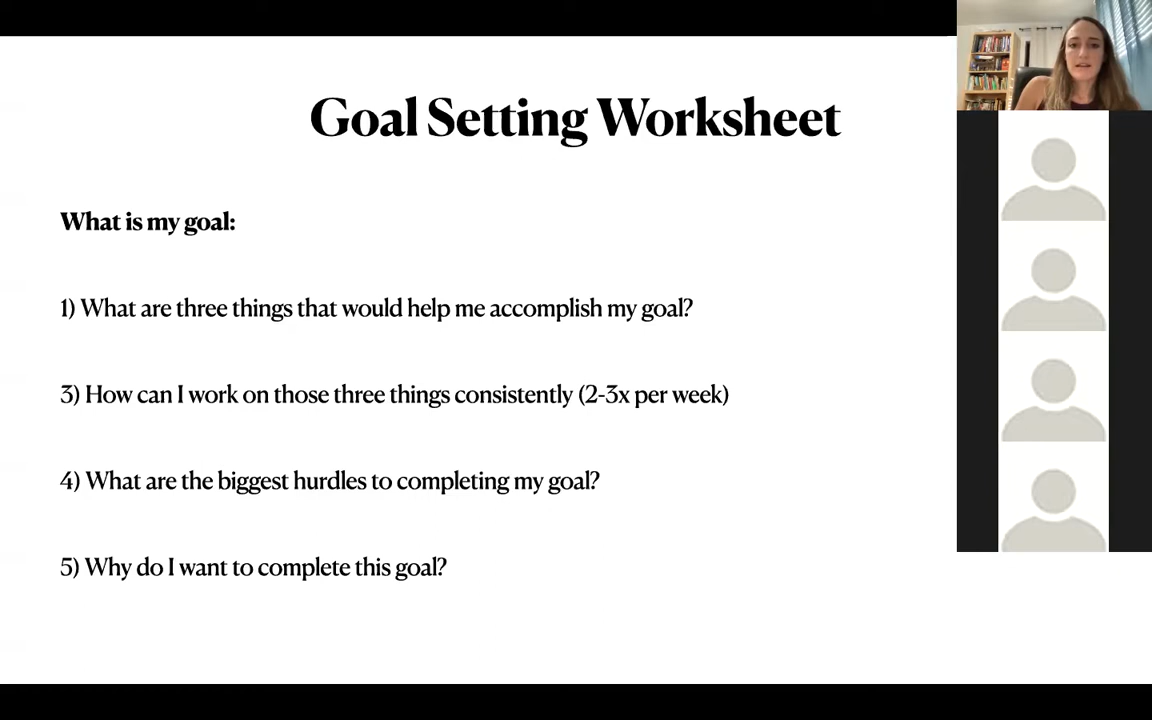 Goal Setting Worksheet
What is my goal:
1) What are three things that would help me accomplish my goal?
3) How can I work on those three things consistently (2-3x per week)
4) What are the biggest hurdles to completing my goal?
5) Why do I want to complete this goal?